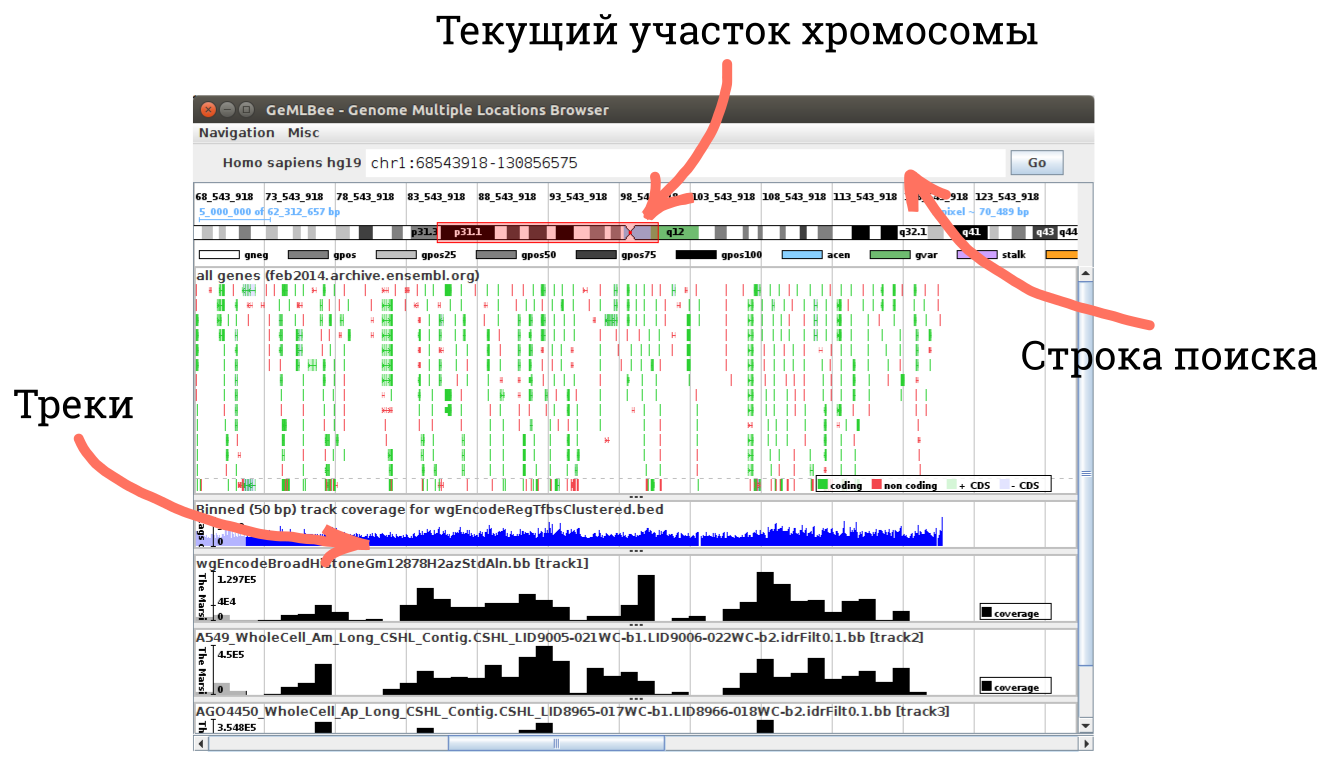 Текущий участок хромосомы
GeMLBee - Genome Multiple Locations Browser
Navigation Misc
Homo sapiens hg19 chr1:68543918-130856575 Go
68_543_918 73_543_918 78_543_918 83_543_918 88_543_918 93_543_918 103_543_918 108_543_918 113_543_918 123_543_918
5_000_000 of 62_312_657 bp pixel ~ 70_489 bp
p31.3 p31.1 q12 q32.1 q41 q43 q44
gneg gpos gpos25 gpos50 gpos75 gpos100 acen gvar stalk
all genes (feb2014.archive.ensembl.org)
Строка поиска
Треки
coding non coding + CDS - CDS
Binned (50 bp) track coverage for wgEncodeRegTfbsClustered.bed
0
wgEncodeBroadHistoneGm12878H2azStdAln.bb [track1]
1.297E5
4E4
0
coverage
A549_WholeCell_Am_Long_CSHL_Contig.CSHL_LID9005-021WC-b1.LID9006-022WC-b2.idrFilt0.1.bb [track2]
4.5E5
0
coverage
AGO4450_WholeCell_Ap_Long_CSHL_Contig.CSHL_LID8965-017WC-b1.LID8966-018WC-b2.idrFilt0.1.bb [track3]
3.548E5